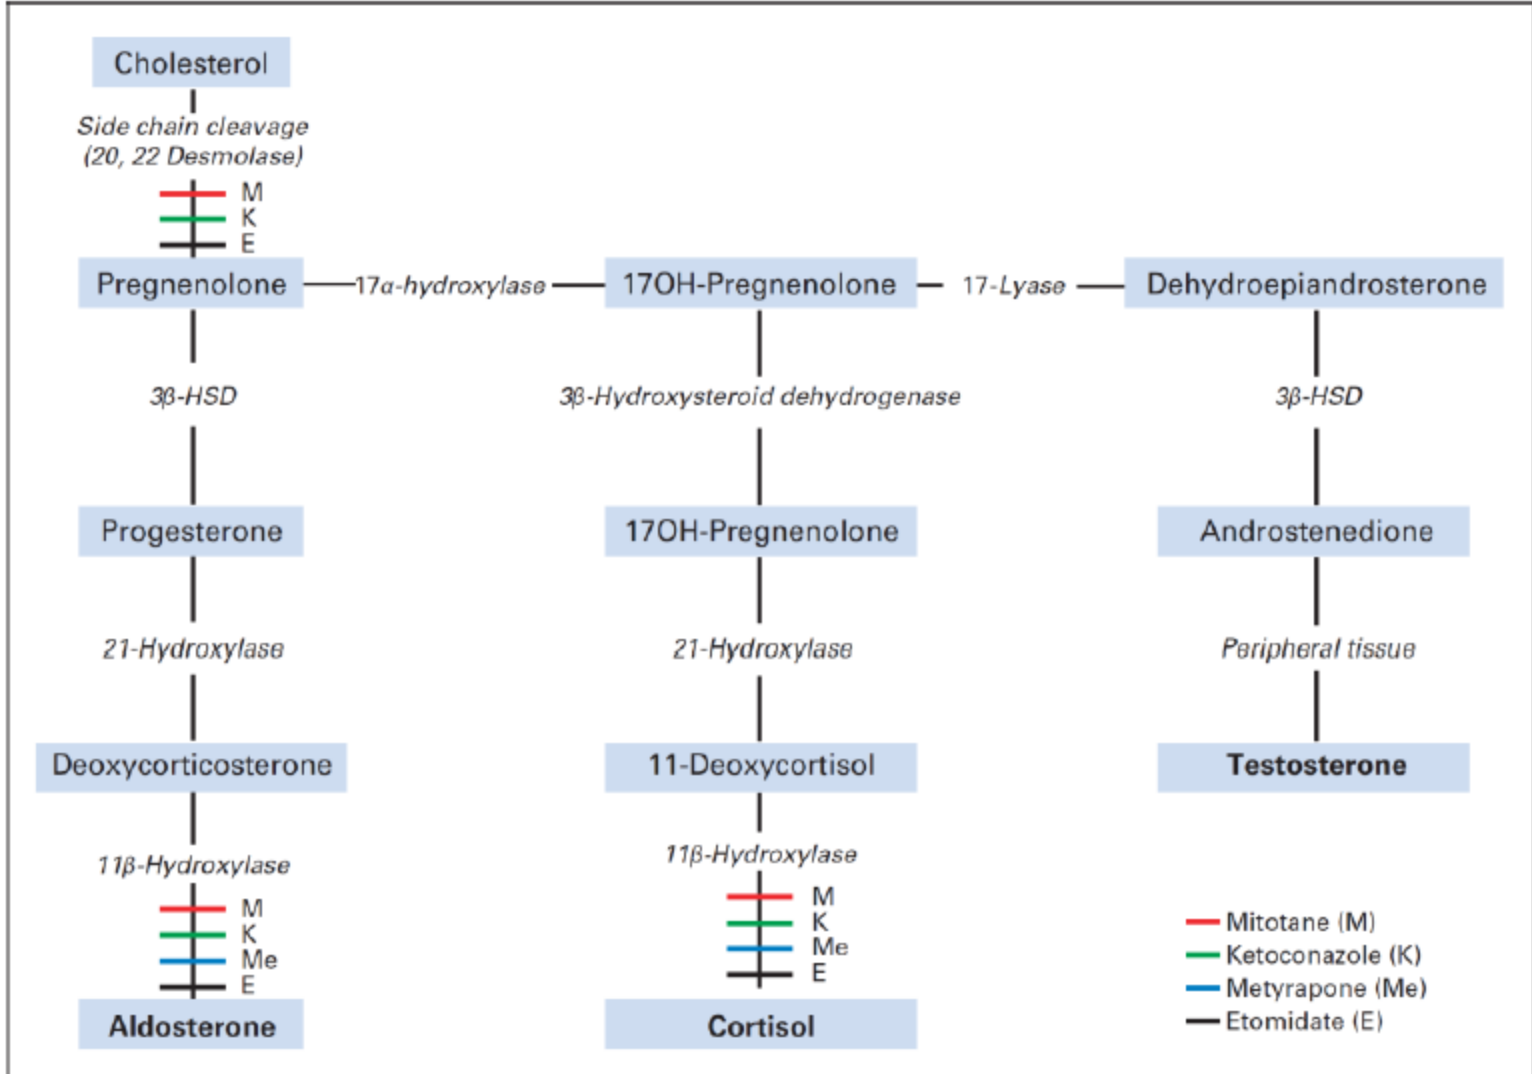 Cholesterol
Side chain cleavage
(20, 22 Desmolase)
M
K
E
Pregnenolone
17α-hydroxylase
17OH-Pregnenolone
17-Lyase
Dehydroepiandrosterone
3β-HSD
3β-Hydroxysteroid dehydrogenase
3β-HSD
Progesterone
17OH-Pregnenolone
Androstenedione
21-Hydroxylase
21-Hydroxylase
Peripheral tissue
Deoxycorticosterone
11-Deoxycortisol
Testosterone
11β-Hydroxylase
M
K
Me
E
11β-Hydroxylase
M
K
Me
E
Aldosterone
Cortisol
Mitotane (M)
Ketoconazole (K)
Metyrapone (Me)
Etomidate (E)